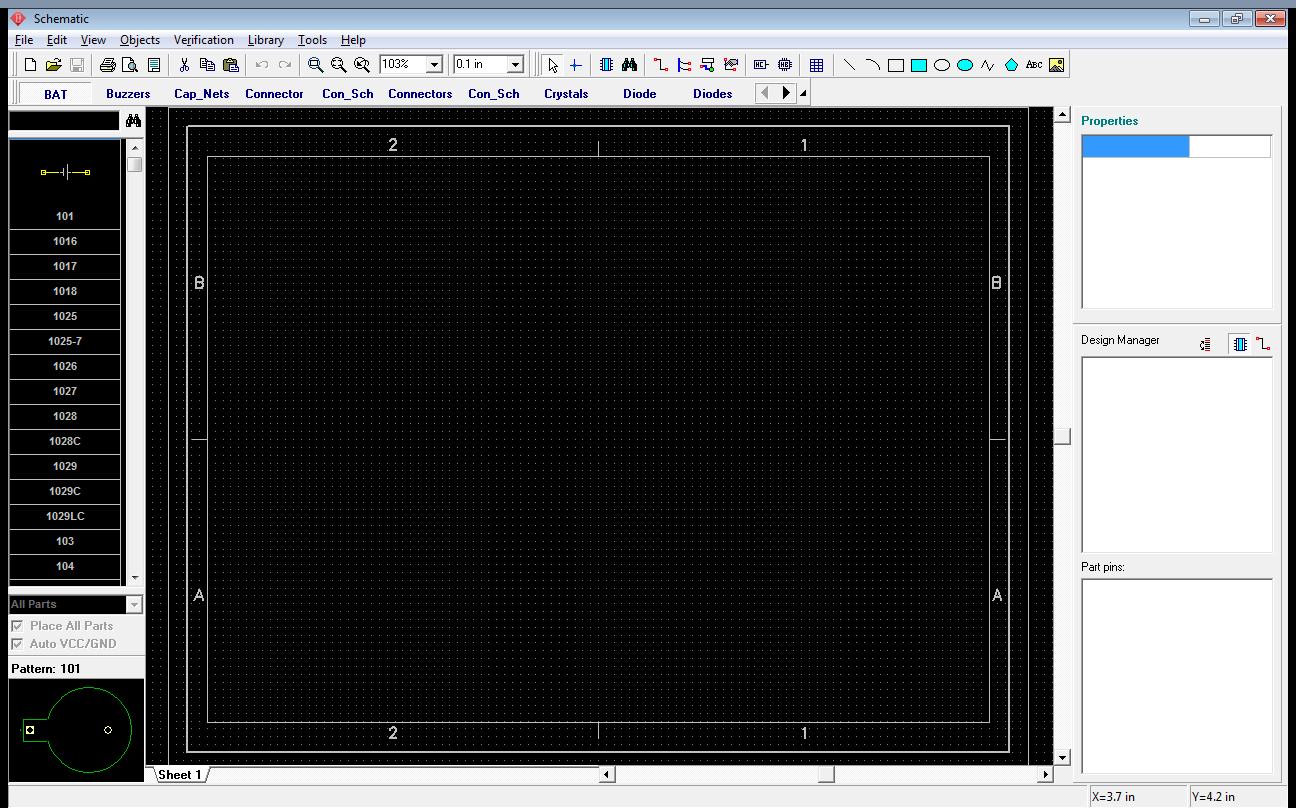 Schematic
File Edit View Objects Verification Library Tools Help
103% 0.1 in ABC
BAT Buzzers Cap_Nets Connector Con_Sch Connectors Con_Sch Crystals Diode Diodes
101
1016
1017
1018
1025
1025-7
1026
1027
1028
1028C
1029
1029C
1029LC
103
104
All Parts
Place All Parts
Auto VCC/GND
Pattern: 101
2 1
B B
A A
2 1
Sheet 1
Properties
Design Manager
Part pins:
X=3.7 in Y=4.2 in